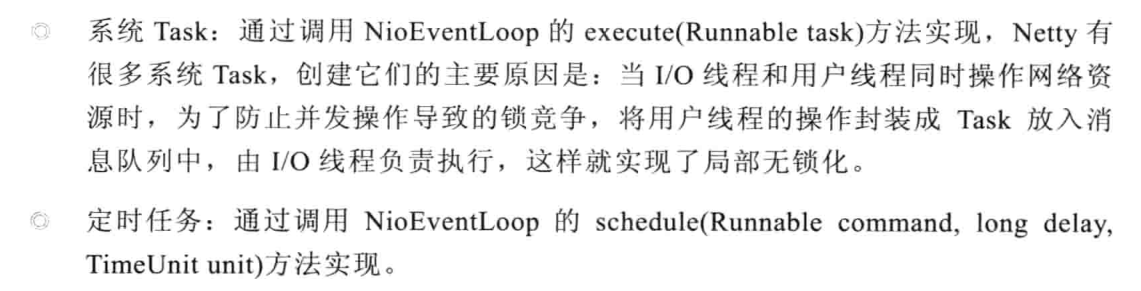 系统 Task：通过调用 NioEventLoop 的 execute(Runnable task)方法实现，Netty 有
很多系统 Task，创建它们的主要原因是：当 I/O 线程和用户线程同时操作网络资
源时，为了防止并发操作导致的锁竞争，将用户线程的操作封装成 Task 放入消
息队列中，由 I/O 线程负责执行，这样就实现了局部无锁化。
定时任务：通过调用 NioEventLoop 的 schedule(Runnable command, long delay,
TimeUnit unit)方法实现。